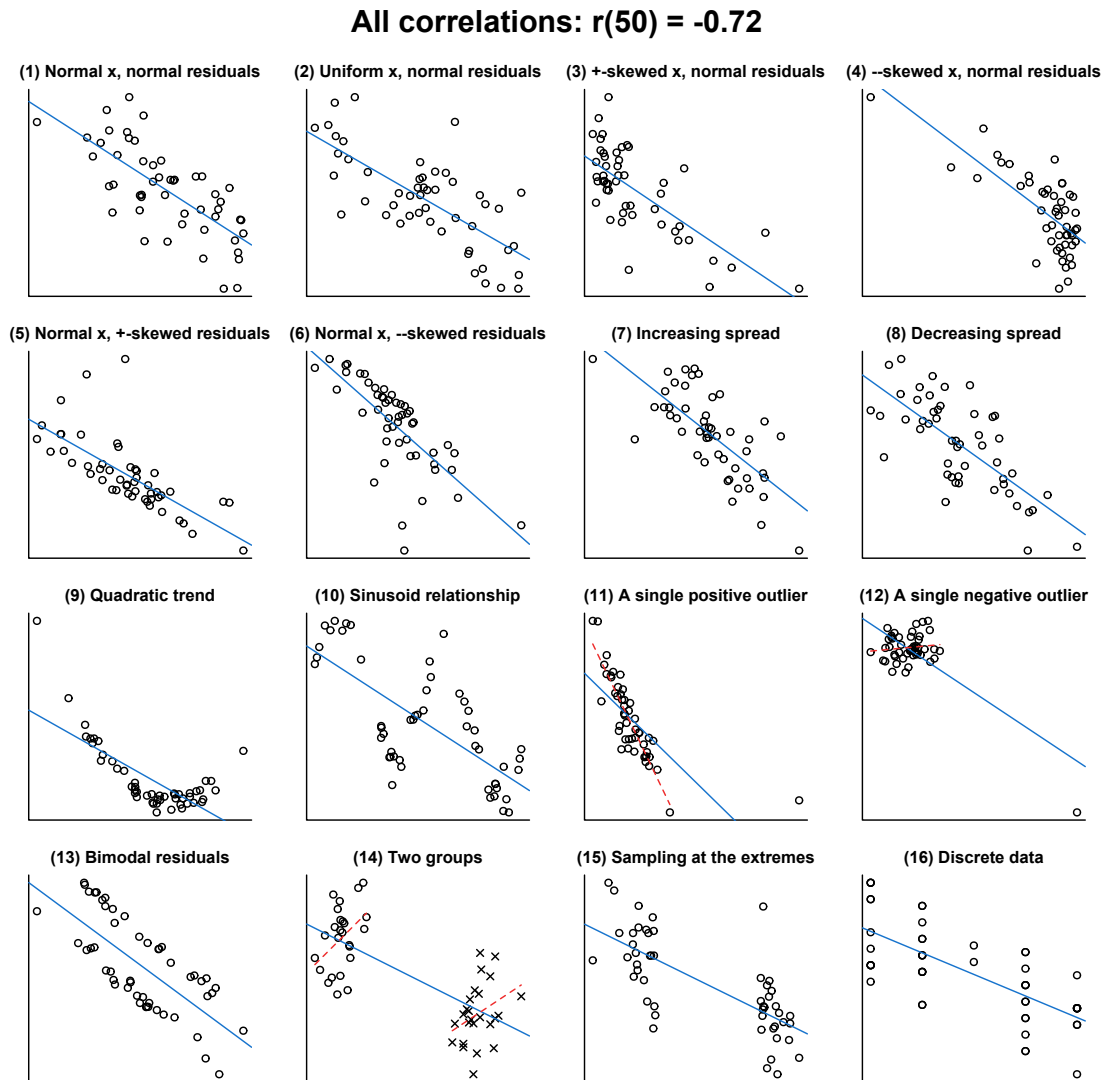 All correlations: r(50) = -0.72
(1) Normal x, normal residuals
(2) Uniform x, normal residuals
(3) +-skewed x, normal residuals
(4) --skewed x, normal residuals
(5) Normal x, +-skewed residuals
(6) Normal x, --skewed residuals
(7) Increasing spread
(8) Decreasing spread
(9) Quadratic trend
(10) Sinusoid relationship
(11) A single positive outlier
(12) A single negative outlier
(13) Bimodal residuals
(14) Two groups
(15) Sampling at the extremes
(16) Discrete data